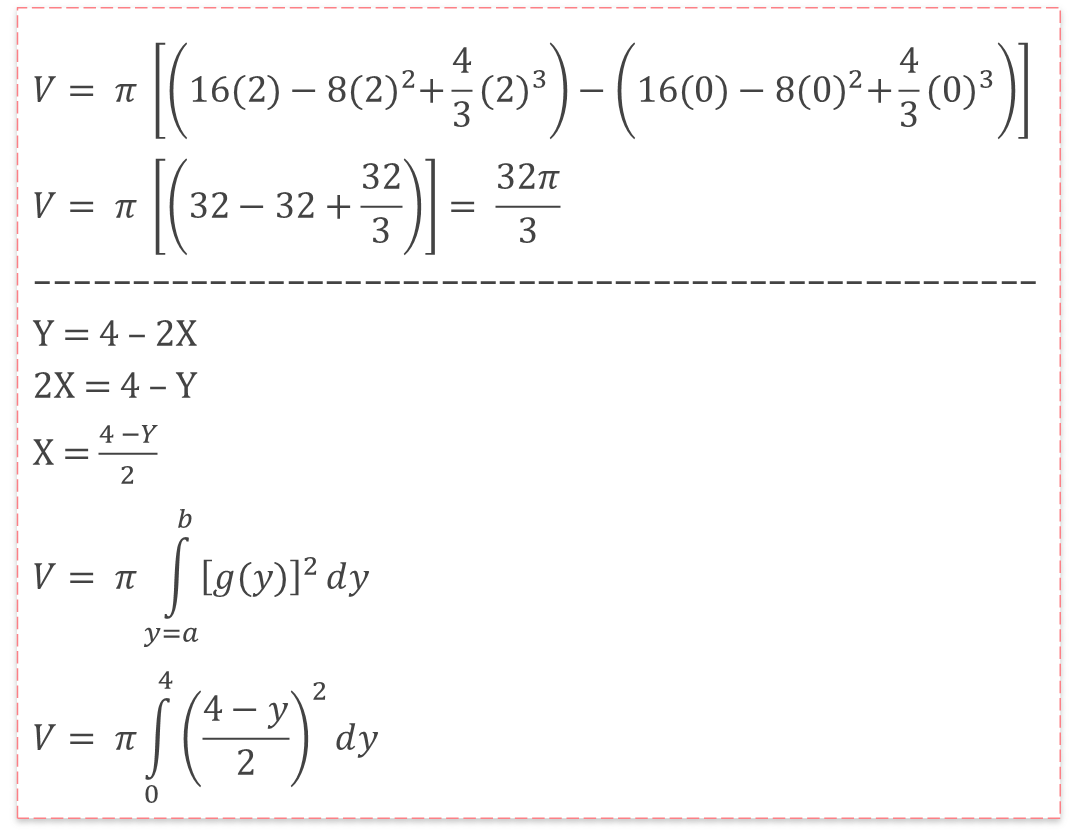 V = π [(16(2) − 8(2)²+4/3 (2)³) − (16(0) − 8(0)²+4/3 (0)³)]
V = π [(32 − 32 + 32/3)] = 32π/3
Y = 4 – 2X
2X = 4 – Y
X = (4 −Y)/2
V = π ∫_{y=a}^{b} [g(y)]² dy
V = π ∫_{0}^{4} ((4 − y)/2)² dy